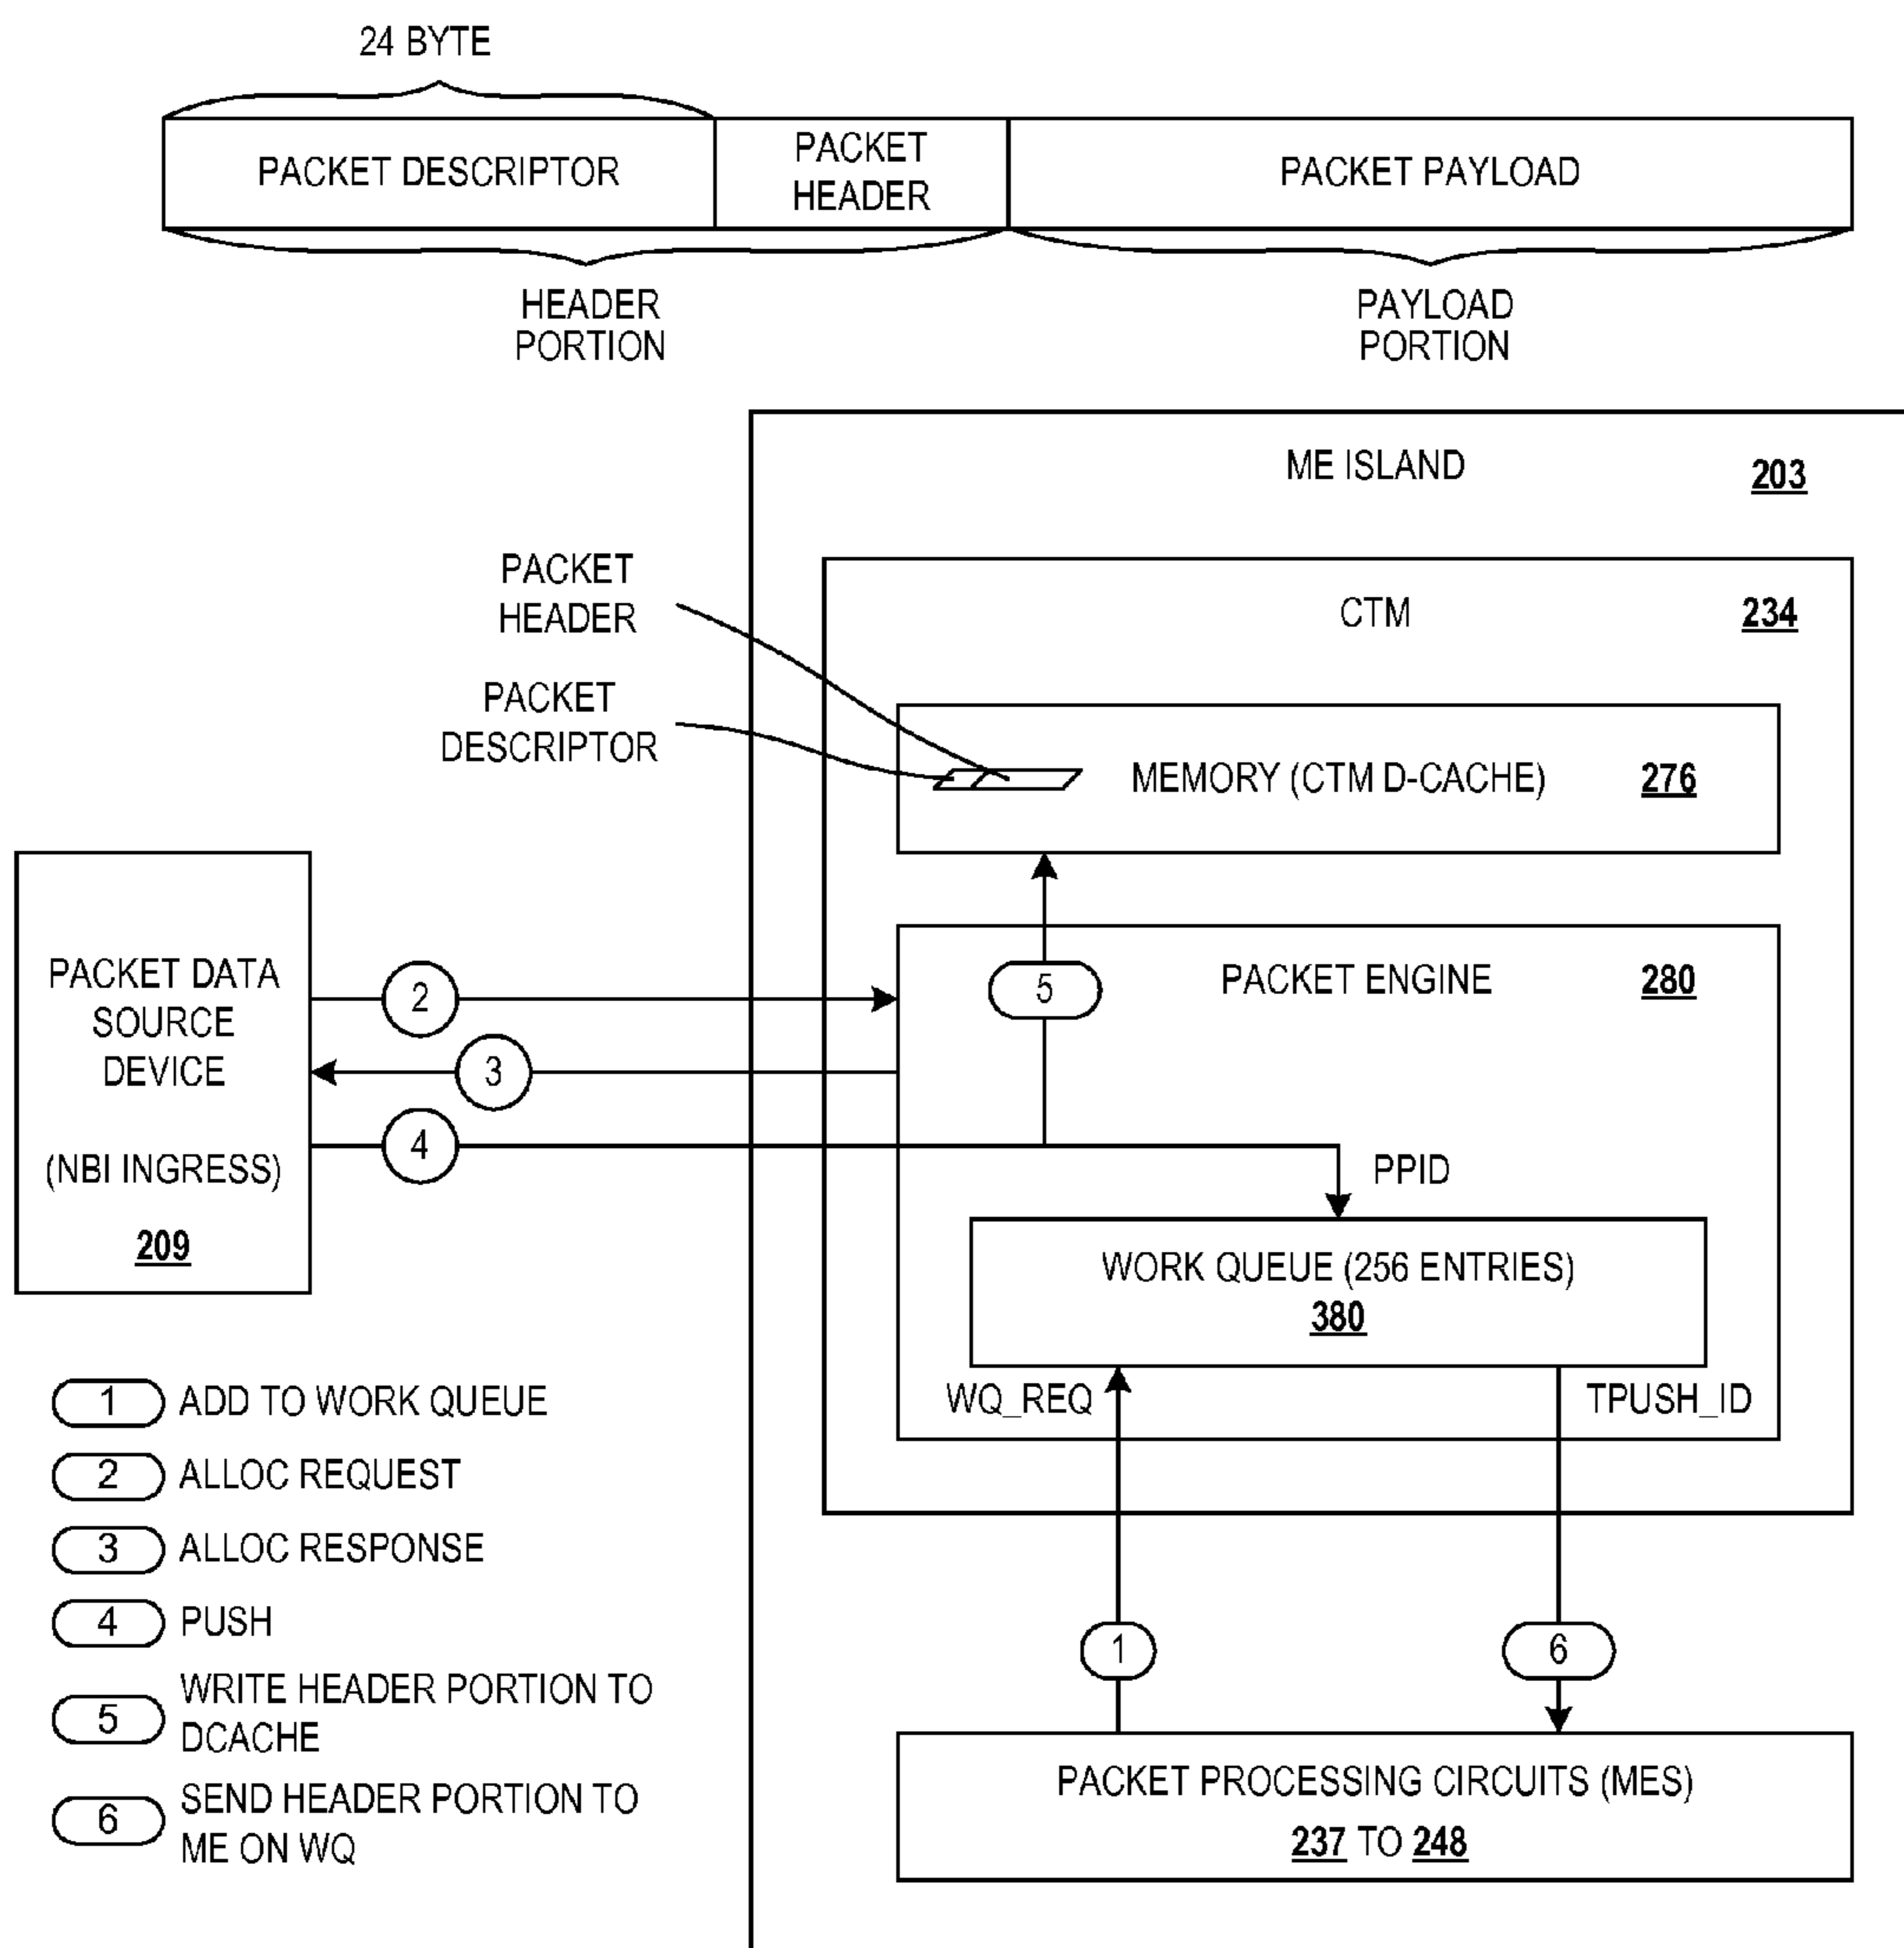 24 BYTE
PACKET DESCRIPTOR
PACKET
HEADER
PACKET PAYLOAD
HEADER
PORTION
PAYLOAD
PORTION
ME ISLAND
203
PACKET
HEADER
CTM
234
PACKET
DESCRIPTOR
MEMORY (CTM D-CACHE)
276
PACKET DATA
SOURCE
DEVICE
(NBI INGRESS)
209
2
3
4
5
PACKET ENGINE
280
PPID
WORK QUEUE (256 ENTRIES)
380
WQ_REQ
TPUSH_ID
1
6
PACKET PROCESSING CIRCUITS (MES)
237 TO 248
1 ADD TO WORK QUEUE
2 ALLOC REQUEST
3 ALLOC RESPONSE
4 PUSH
5 WRITE HEADER PORTION TO
DCACHE
6 SEND HEADER PORTION TO
ME ON WQ